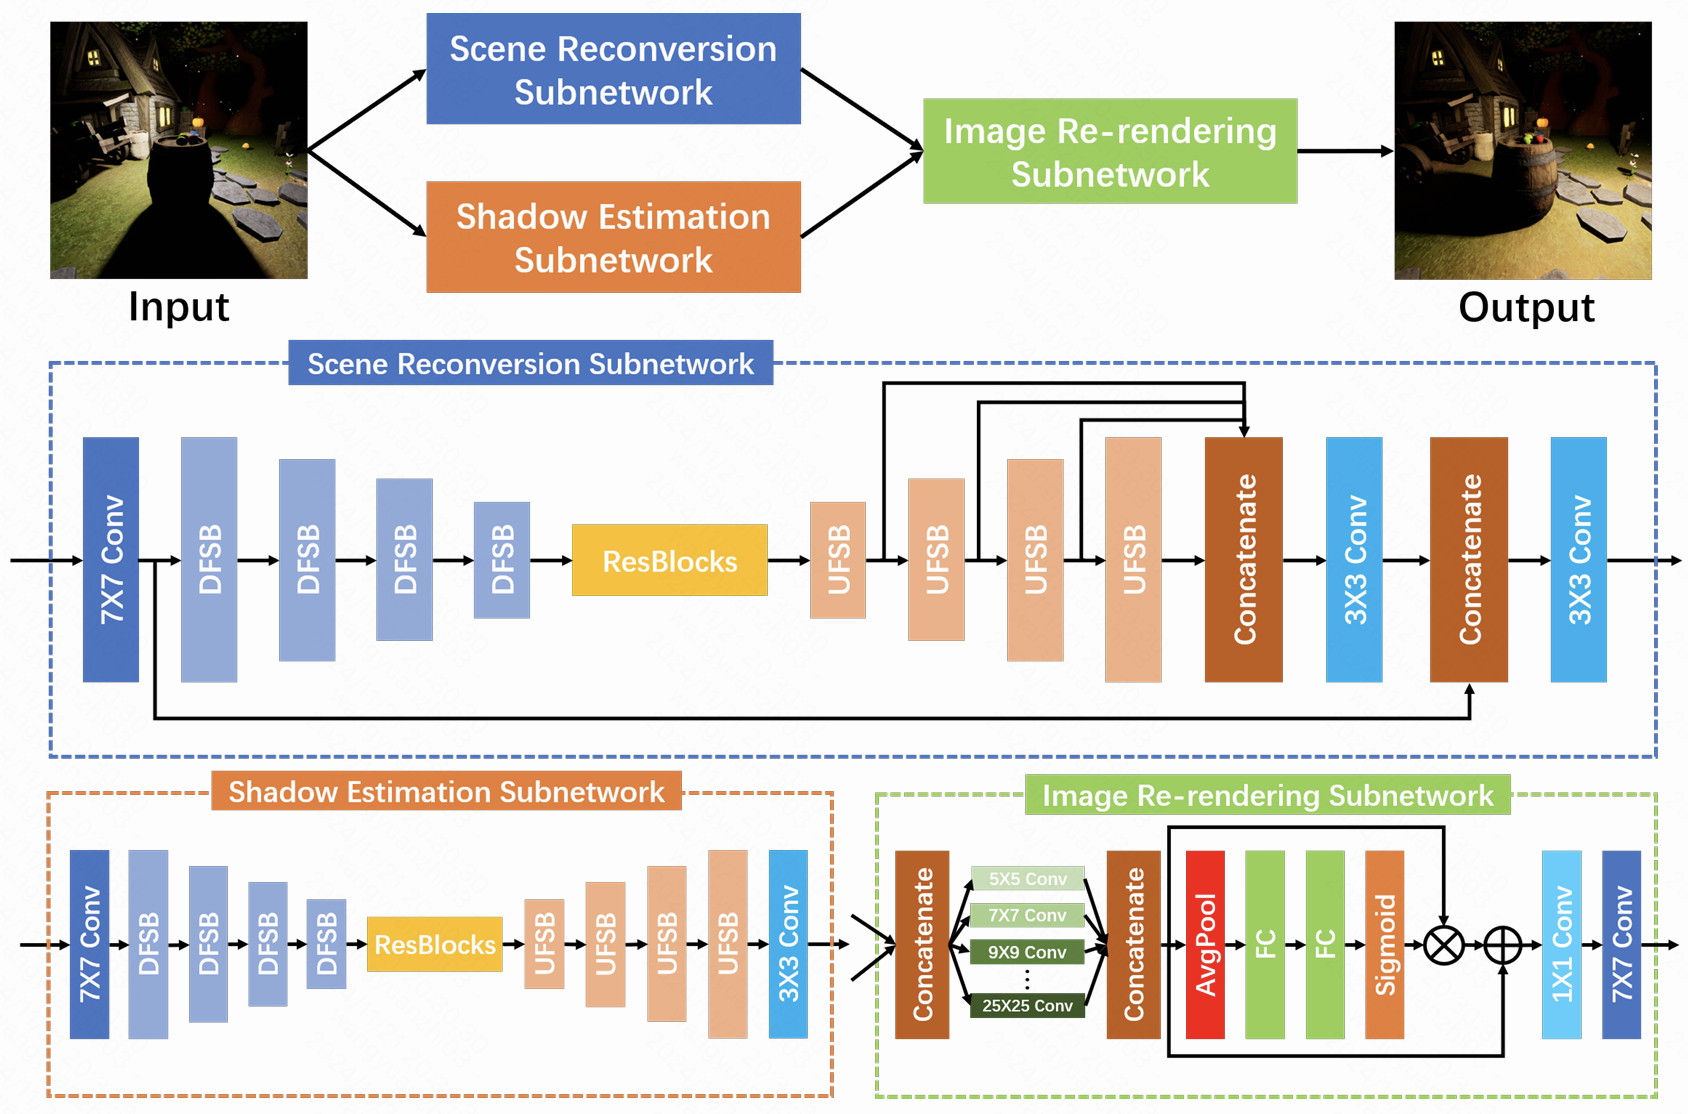 Scene Reconversion
Subnetwork
Shadow Estimation
Subnetwork
Image Re-rendering
Subnetwork
Input
Output
Scene Reconversion Subnetwork
7X7 Conv
DFSB
DFSB
DFSB
DFSB
ResBlocks
UFSB
UFSB
UFSB
UFSB
Concatenate
3X3 Conv
Concatenate
3X3 Conv
Shadow Estimation Subnetwork
7X7 Conv
DFSB
DFSB
DFSB
DFSB
ResBlocks
UFSB
UFSB
UFSB
UFSB
3X3 Conv
Image Re-rendering Subnetwork
Concatenate
5X5 Conv
7X7 Conv
9X9 Conv
25X25 Conv
Concatenate
AvgPool
FC
FC
Sigmoid
1X1 Conv
7X7 Conv